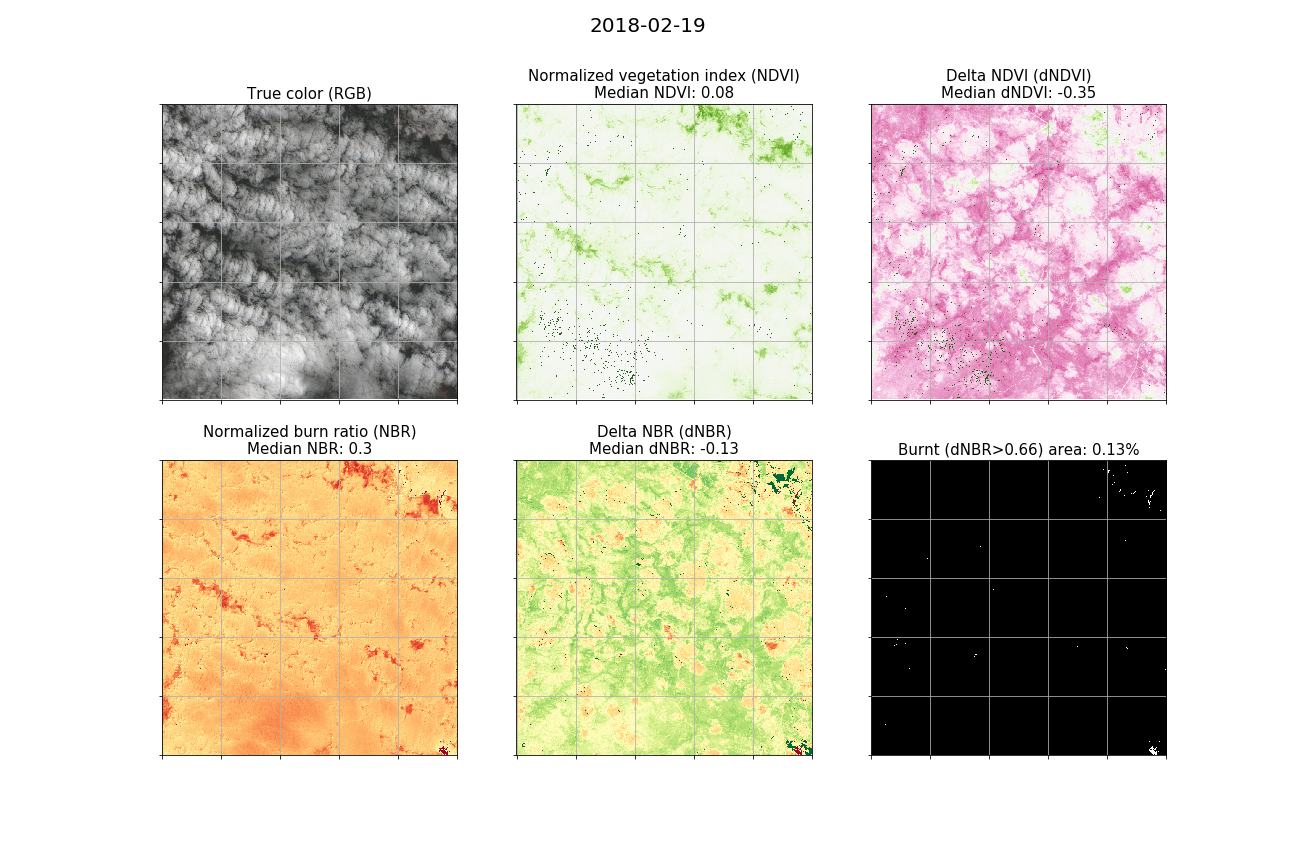 2018-02-19
True color (RGB)
Normalized vegetation index (NDVI)
Median NDVI: 0.08
Delta NDVI (dNDVI)
Median dNDVI: -0.35
Normalized burn ratio (NBR)
Median NBR: 0.3
Delta NBR (dNBR)
Median dNBR: -0.13
Burnt (dNBR>0.66) area: 0.13%